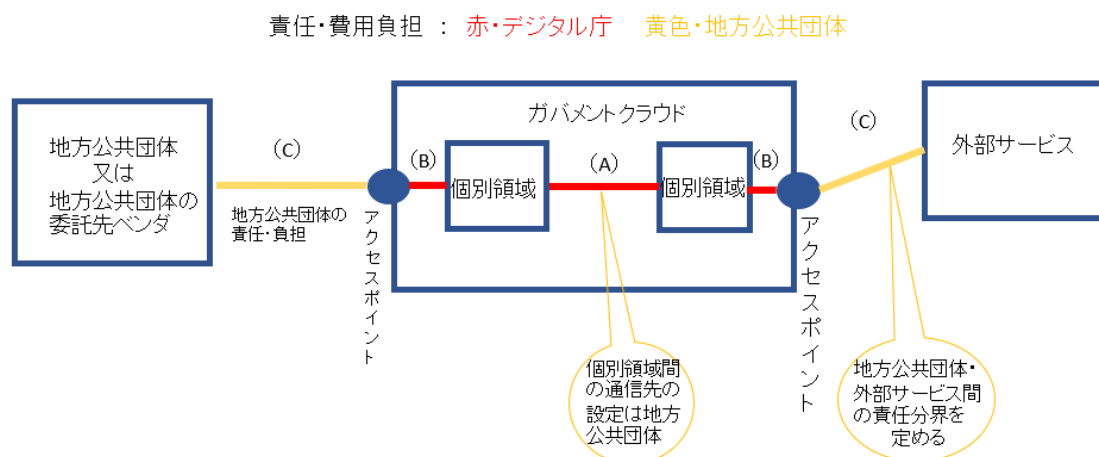 責任・費用負担 : 赤・デジタル庁 黄色・地方公共団体
地方公共団体
又は
地方公共団体の
委託先ベンダ
(C)
地方公共団体の
責任・負担
アクセスポイント
ガバメントクラウド
(B)
個別領域
(A)
個別領域
(B)
アクセスポイント
(C)
外部サービス
個別領域間
の通信先の
設定は地方
公共団体
地方公共団体・
外部サービス間
の責任分界を
定める